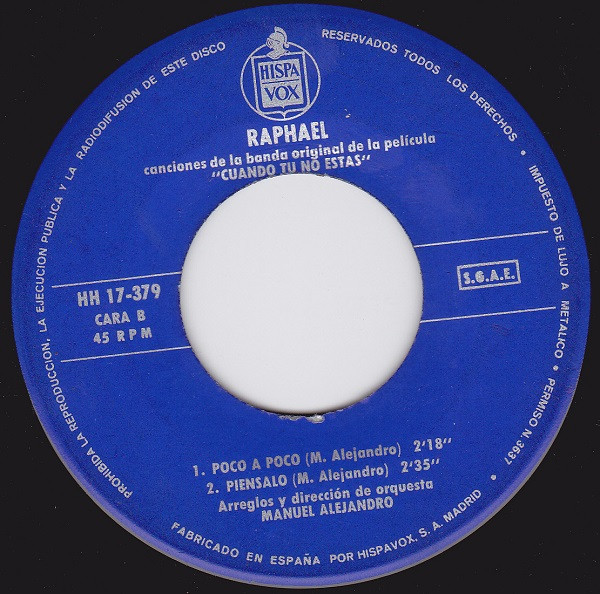 PROHIBIDA LA REPRODUCCION, LA EJECUCION PUBLICA Y LA RADIODIFUSION DE ESTE DISCO
RESERVADOS TODOS LOS DERECHOS • IMPUESTO DE LUJO A METALICO • PERMISO N. 3637
HISPA
VOX
RAPHAEL
canciones de la banda original de la película
"CUANDO TU NO ESTAS"
HH 17-379
CARA B
45 RPM
S.G.A.E.
1. POCO A POCO (M. Alejandro) 2'18"
2. PIENSALO (M. Alejandro) 2'35"
Arreglos y dirección de orquesta
MANUEL ALEJANDRO
FABRICADO EN ESPAÑA POR HISPAVOX, S. A. MADRID •